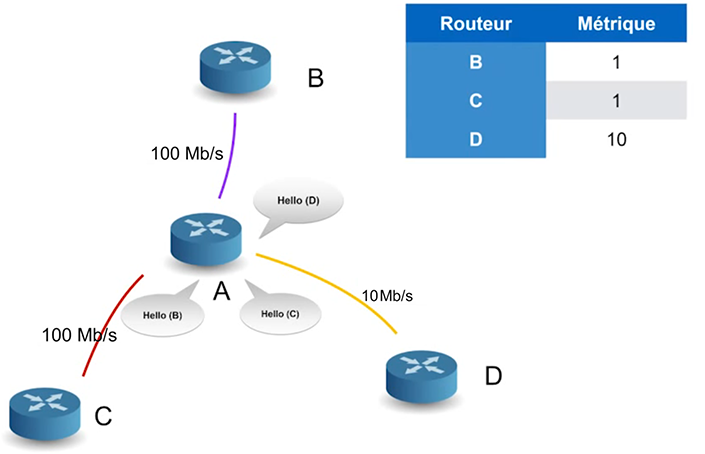 Routeur Métrique
B 1
C 1
D 10
B
100 Mb/s
Hello (D)
A
Hello (B)
Hello (C)
10Mb/s
100 Mb/s
D
C